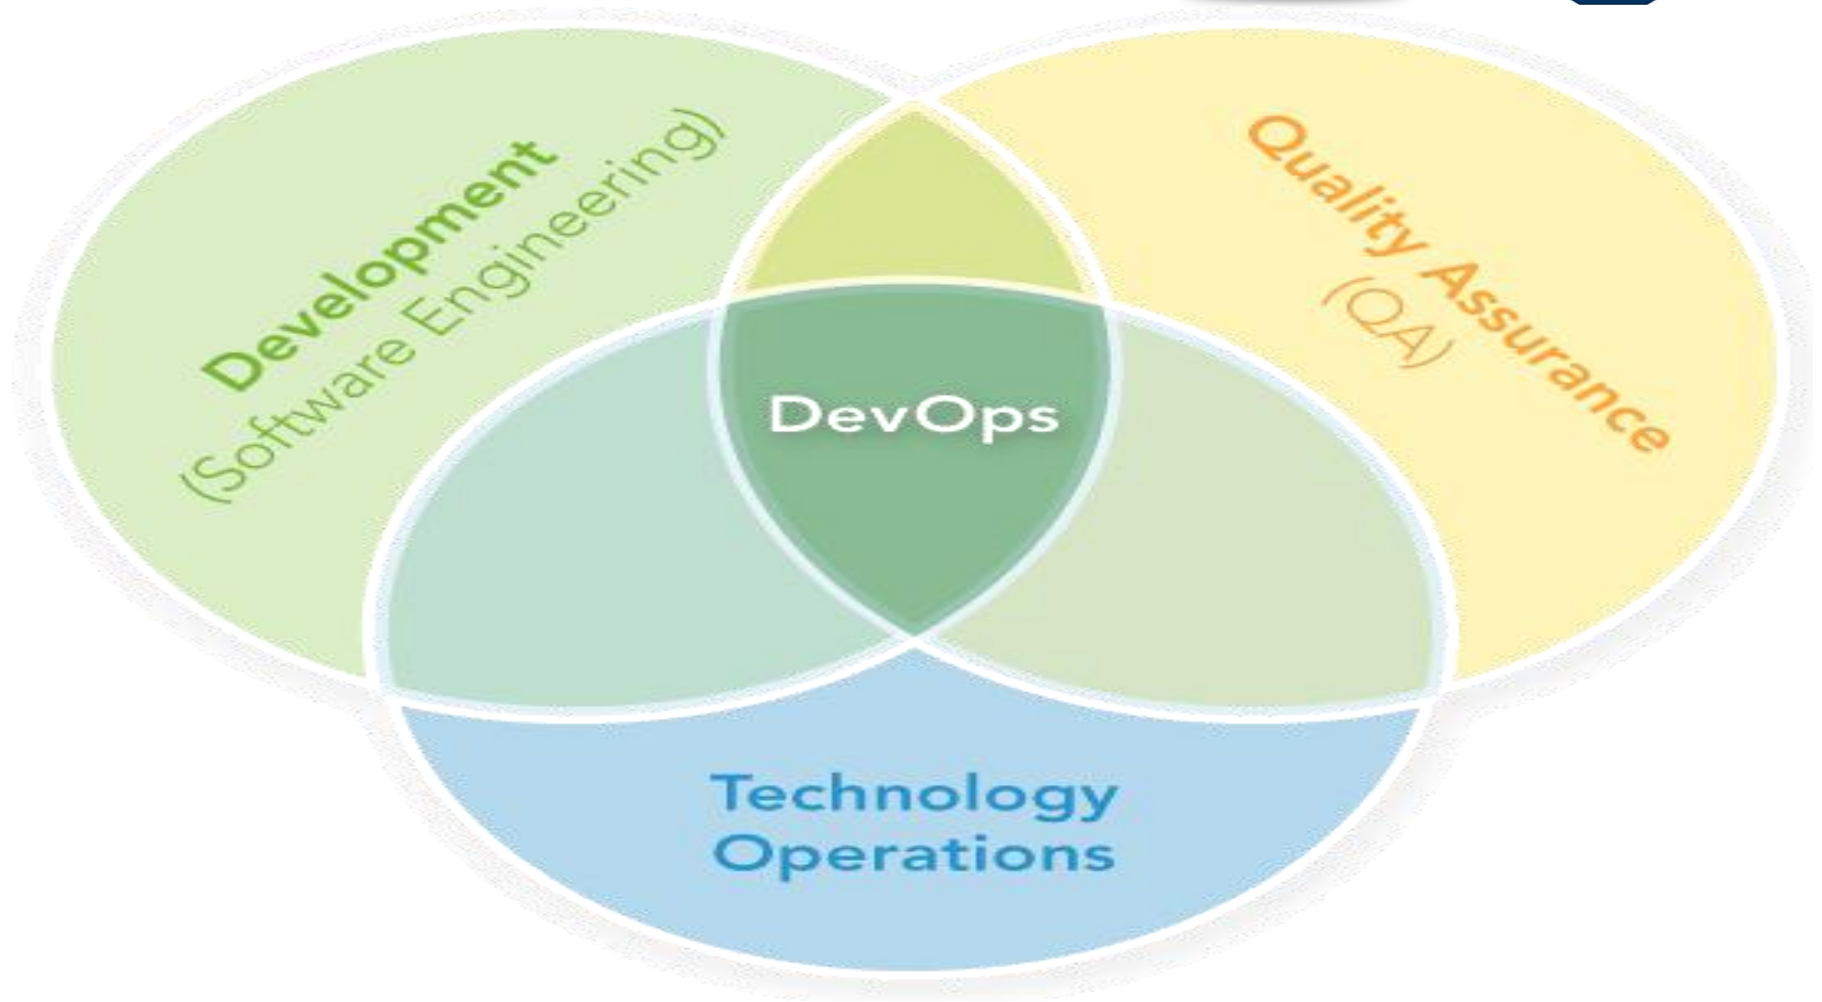 Development
(Software Engineering)
Quality Assurance
(QA)
DevOps
Technology
Operations